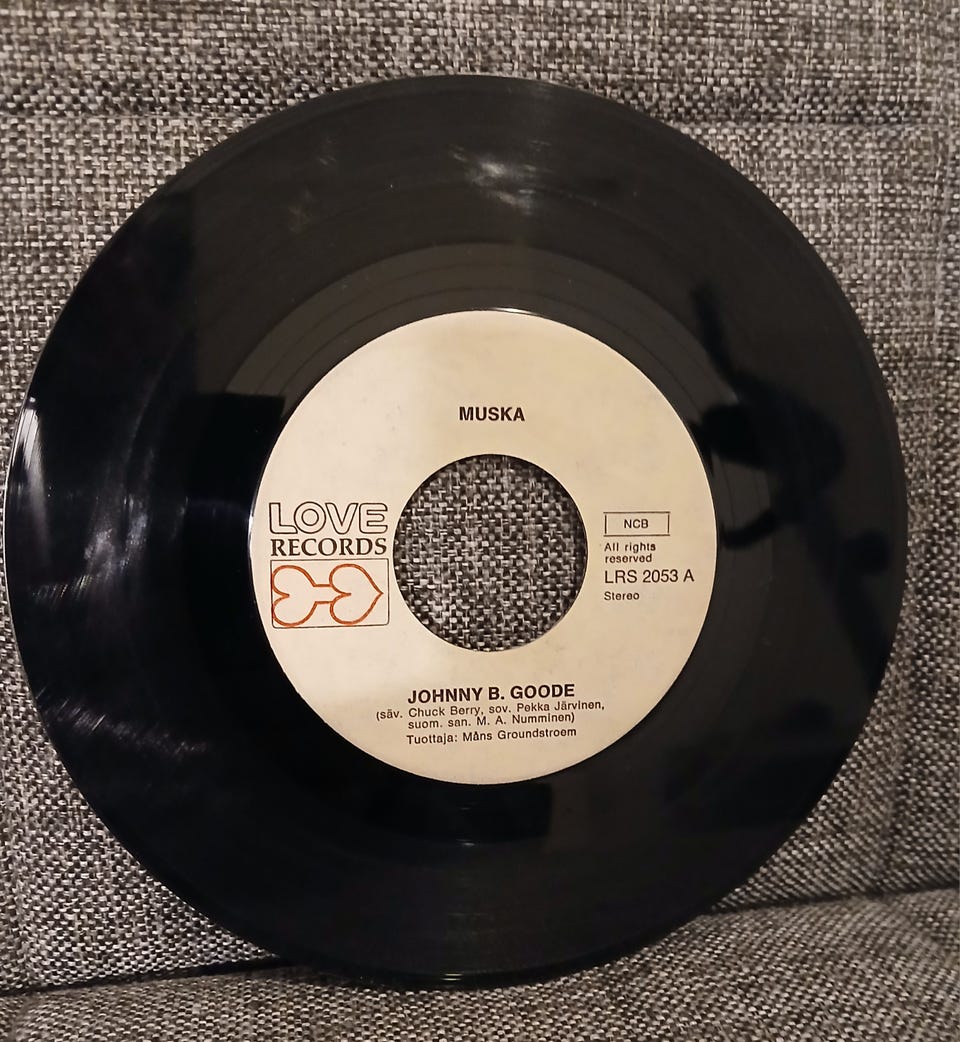 MUSKA
LOVE
RECORDS
NCB
All rights
reserved
LRS 2053 A
Stereo
JOHNNY B. GOODE
(säv. Chuck Berry, sov. Pekka Järvinen,
suom. san. M. A. Numminen)
Tuottaja: Måns Groundstroem